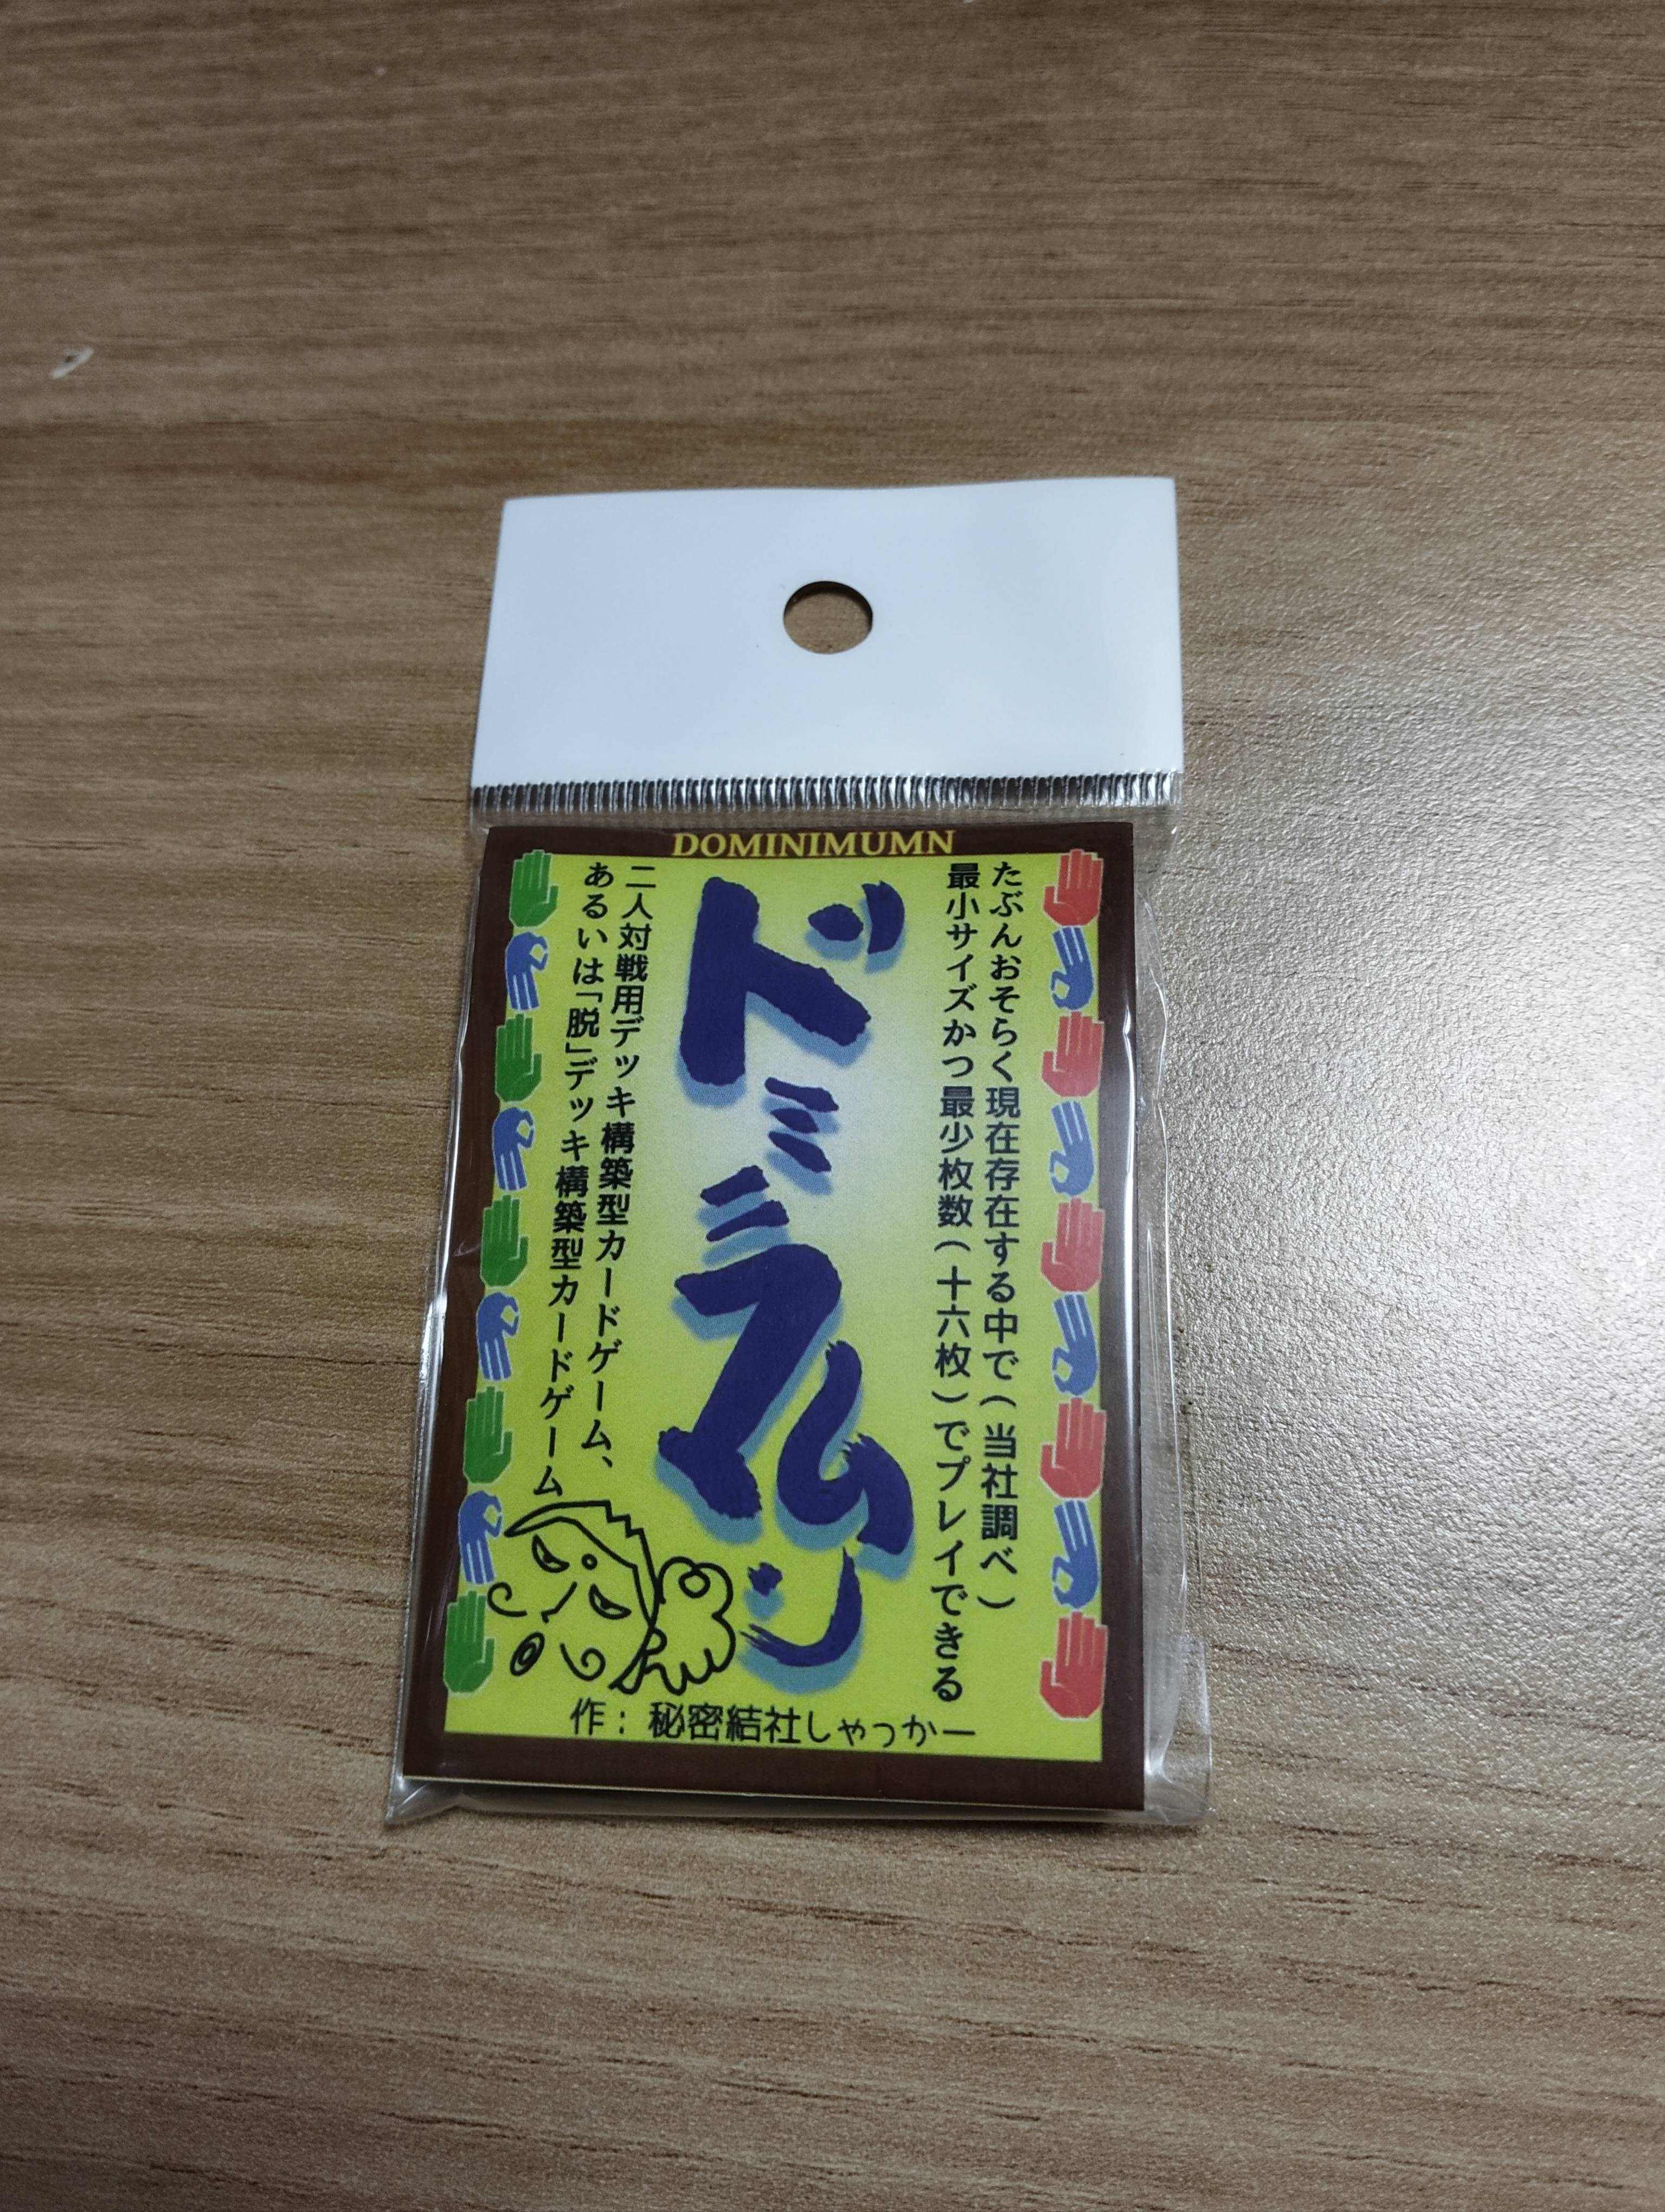 DOMINIMUMN
たぶんおそらく現在存在する中で(当社調べ)
最小サイズかつ最少枚数(十六枚)でプレイできる
ドミニマムン
二人対戦用デッキ構築型カードゲーム、
あるいは「脱」デッキ構築型カードゲーム
作:秘密結社しゃっかー